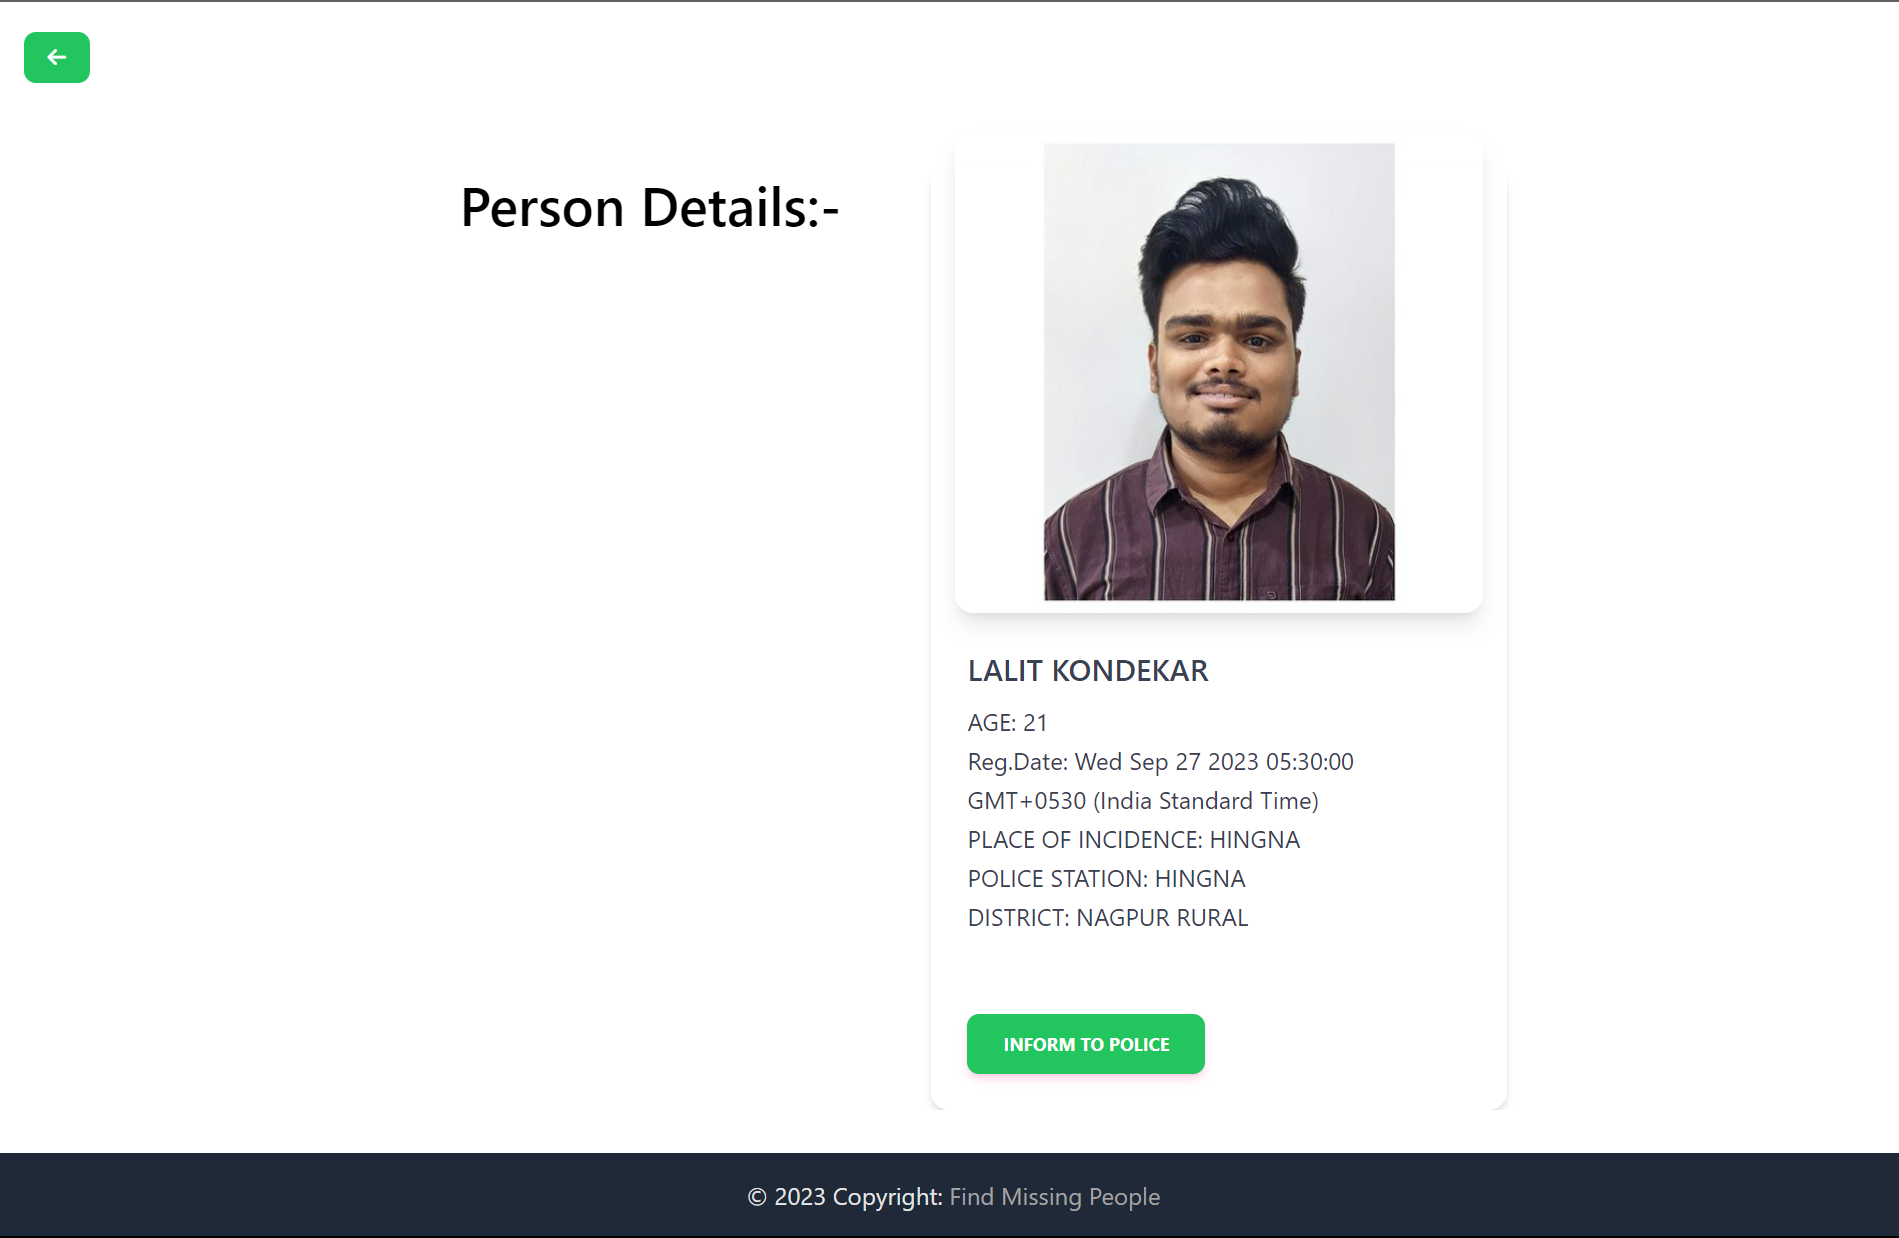 Person Details:-
LALIT KONDEKAR
AGE: 21
Reg.Date: Wed Sep 27 2023 05:30:00
GMT+0530 (India Standard Time)
PLACE OF INCIDENCE: HINGNA
POLICE STATION: HINGNA
DISTRICT: NAGPUR RURAL
INFORM TO POLICE
© 2023 Copyright: Find Missing People